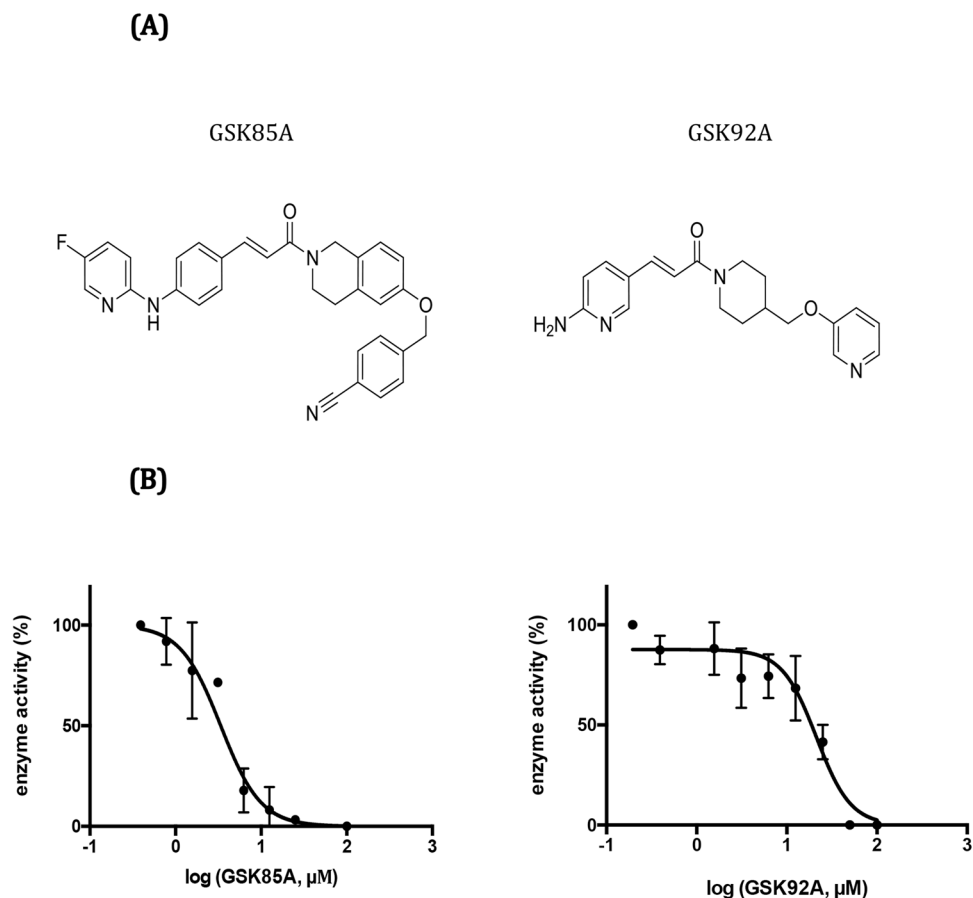 (A)
GSK85A
GSK92A
O
F
N
N
N
H
O
N
O
N
H₂N
N
O
N
(B)
enzyme activity (%)
100
50
0
-1
0
1
2
3
log (GSK85A, µM)
enzyme activity (%)
100
50
0
-1
0
1
2
3
log (GSK92A, µM)